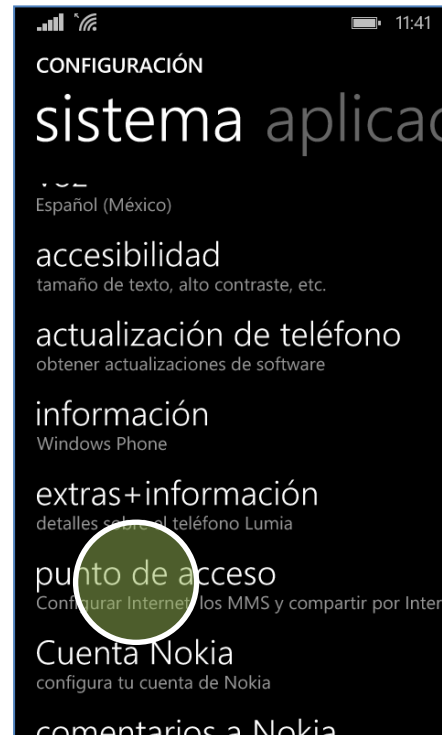 11:41
CONFIGURACIÓN
sistema aplicac
Español (México)
accesibilidad
tamaño de texto, alto contraste, etc.
actualización de teléfono
obtener actualizaciones de software
información
Windows Phone
extras+información
detalles sobre el teléfono Lumia
punto de acceso
Configurar Internet, los MMS y compartir por Inter
Cuenta Nokia
configura tu cuenta de Nokia
comentarios a Nokia